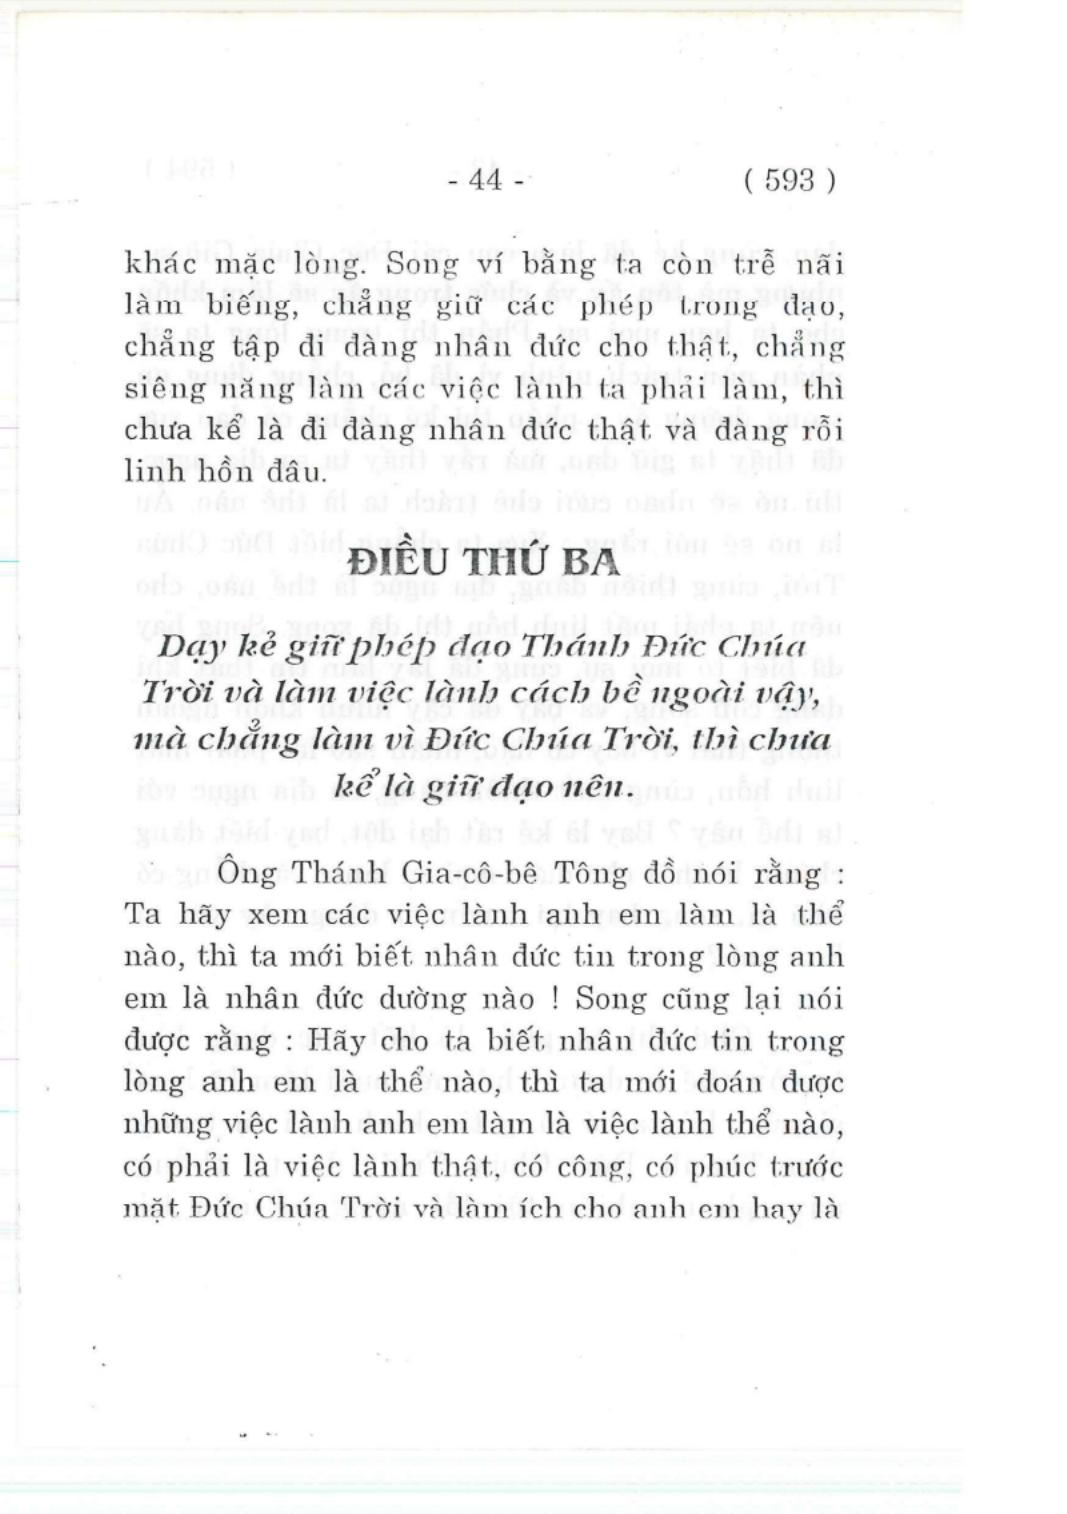 - 44 - ( 593 )
khác mặc lòng. Song ví bằng ta còn trễ nải
làm biếng, chẳng giữ các phép trong đạo,
chẳng tập đi đàng nhân đức cho thật, chẳng
siêng năng làm các việc lành ta phải làm, thì
chưa kể là đi đàng nhân đức thật và đàng rỗi
linh hồn đâu.
ĐIỀU THỨ BA
Dạy kẻ giữ phép đạo Thánh Đức Chúa
Trời và làm việc lành cách bề ngoài vậy,
mà chẳng làm vì Đức Chúa Trời, thì chưa
kể là giữ đạo nên.
Ông Thánh Gia-cô-bê Tông đồ nói rằng :
Ta hãy xem các việc lành anh em làm là thể
nào, thì ta mới biết nhân đức tin trong lòng anh
em là nhân đức dường nào ! Song cũng lại nói
được rằng : Hãy cho ta biết nhân đức tin trong
lòng anh em là thể nào, thì ta mới đoán được
những việc lành anh em làm là việc lành thể nào,
có phải là việc lành thật, có công, có phúc trước
mặt Đức Chúa Trời và làm ích cho anh em hay là